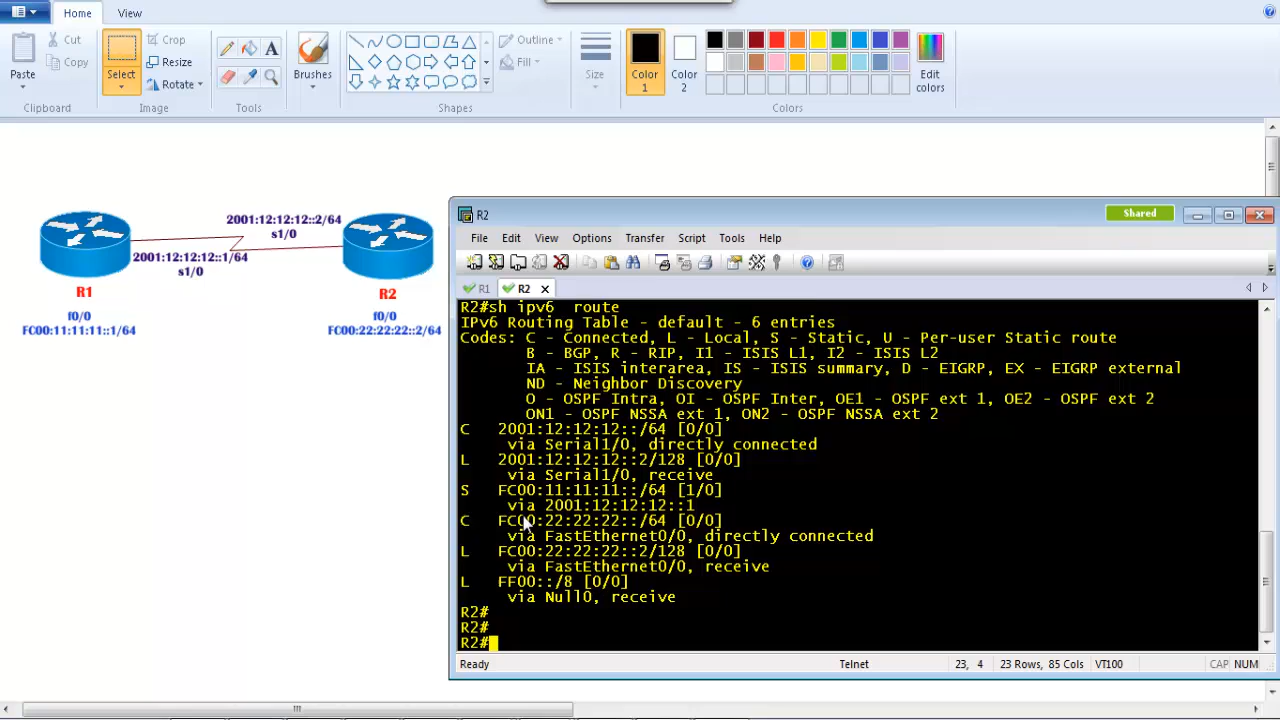 Home
View
Paste
Cut
Copy
Clipboard
Select
Crop
Resize
Rotate
Image
Tools
Brushes
Shapes
Outline
Fill
Size
Color
1
Color
2
Edit
colors
Colors
2001:12:12:12::2/64
s1/0
2001:12:12:12::1/64
s1/0
R1
R2
f0/0
FC00:11:11:11::1/64
f0/0
FC00:22:22:22::2/64
R2
Shared
File Edit View Options Transfer Script Tools Help
R1
R2
R2#sh ipv6  route
IPv6 Routing Table - default - 6 entries
Codes: C - Connected, L - Local, S - Static, U - Per-user Static route
       B - BGP, R - RIP, I1 - ISIS L1, I2 - ISIS L2
       IA - ISIS interarea, IS - ISIS summary, D - EIGRP, EX - EIGRP external
       ND - Neighbor Discovery
       O - OSPF Intra, OI - OSPF Inter, OE1 - OSPF ext 1, OE2 - OSPF ext 2
       ON1 - OSPF NSSA ext 1, ON2 - OSPF NSSA ext 2
C   2001:12:12:12::/64 [0/0]
     via Serial1/0, directly connected
L   2001:12:12:12::2/128 [0/0]
     via Serial1/0, receive
S   FC00:11:11:11::/64 [1/0]
     via 2001:12:12:12::1
C   FC00:22:22:22::/64 [0/0]
     via FastEthernet0/0, directly connected
L   FC00:22:22:22::2/128 [0/0]
     via FastEthernet0/0, receive
L   FF00::/8 [0/0]
     via Null0, receive
R2#
R2#
R2#
Ready
Telnet
23, 4
23 Rows, 85 Cols
VT100
CAP NUM